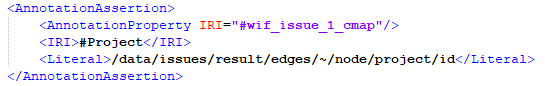 <AnnotationAssertion>
<AnnotationProperty IRI="#wif_issue_1_cmap"/>
<IRI>#Project</IRI>
<Literal>/data/issues/result/edges/~/node/project/id</Literal>
</AnnotationAssertion>